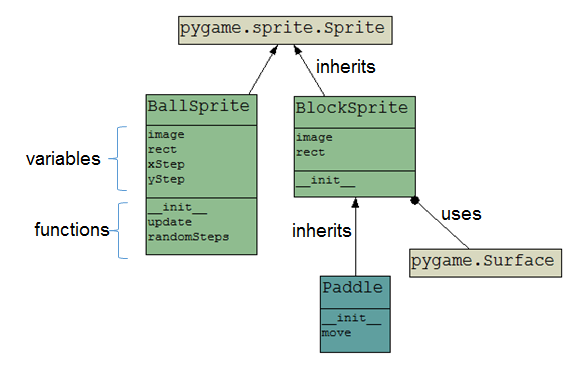 pygame.sprite.Sprite
inherits
BallSprite
image
rect
xStep
yStep
__init__
update
randomSteps
variables
functions
BlockSprite
image
rect
__init__
inherits
uses
pygame.Surface
Paddle
__init__
move